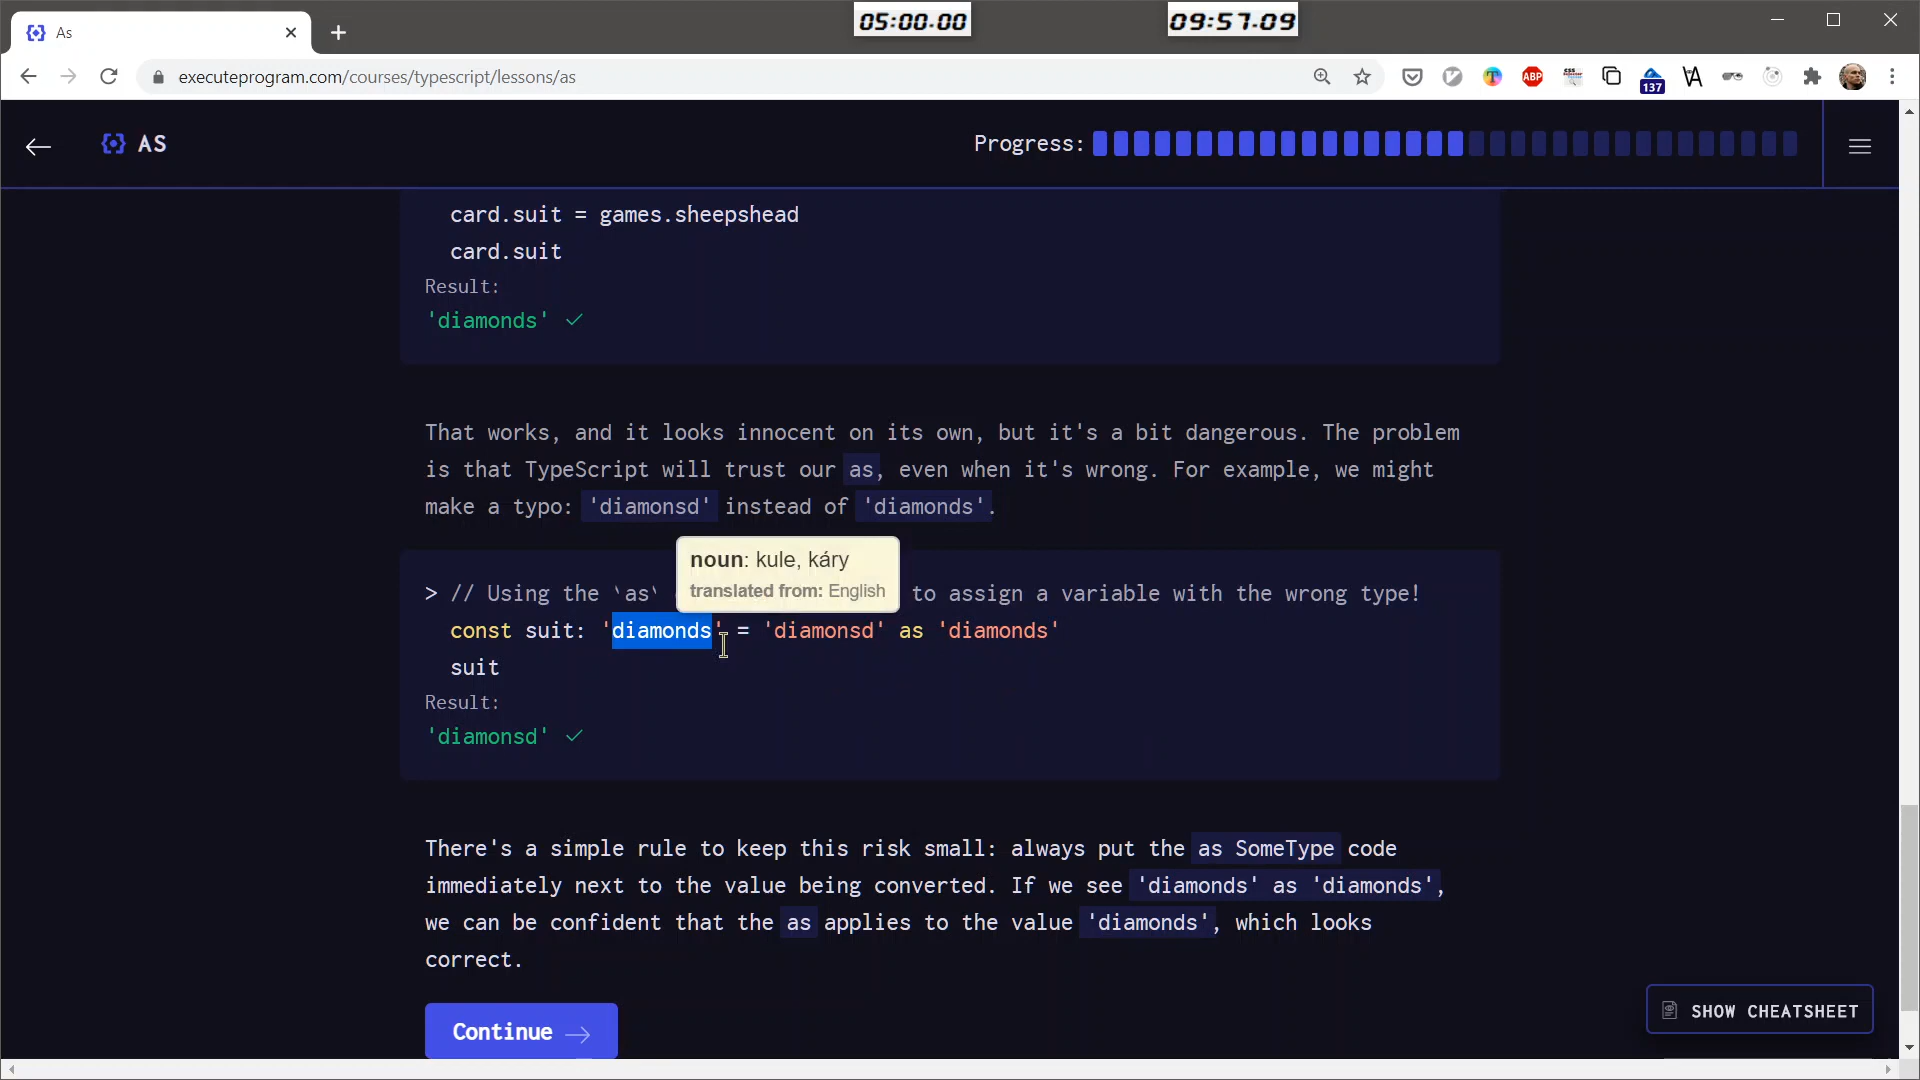 As
05:00.00
09:57.09
executeprogram.com/courses/typescript/lessons/as
ABP
137
AS
Progress:
card.suit = games.sheepshead
card.suit
Result:
'diamonds'
That works, and it looks innocent on its own, but it's a bit dangerous. The problem
is that TypeScript will trust our as, even when it's wrong. For example, we might
make a typo: 'diamonsd' instead of 'diamonds'.
noun: kule, káry
translated from: English
> // Using the `as` to assign a variable with the wrong type!
const suit: 'diamonds' = 'diamonsd' as 'diamonds'
suit
Result:
'diamonsd'
There's a simple rule to keep this risk small: always put the as SomeType code
immediately next to the value being converted. If we see 'diamonds' as 'diamonds',
we can be confident that the as applies to the value 'diamonds', which looks
correct.
Continue
SHOW CHEATSHEET